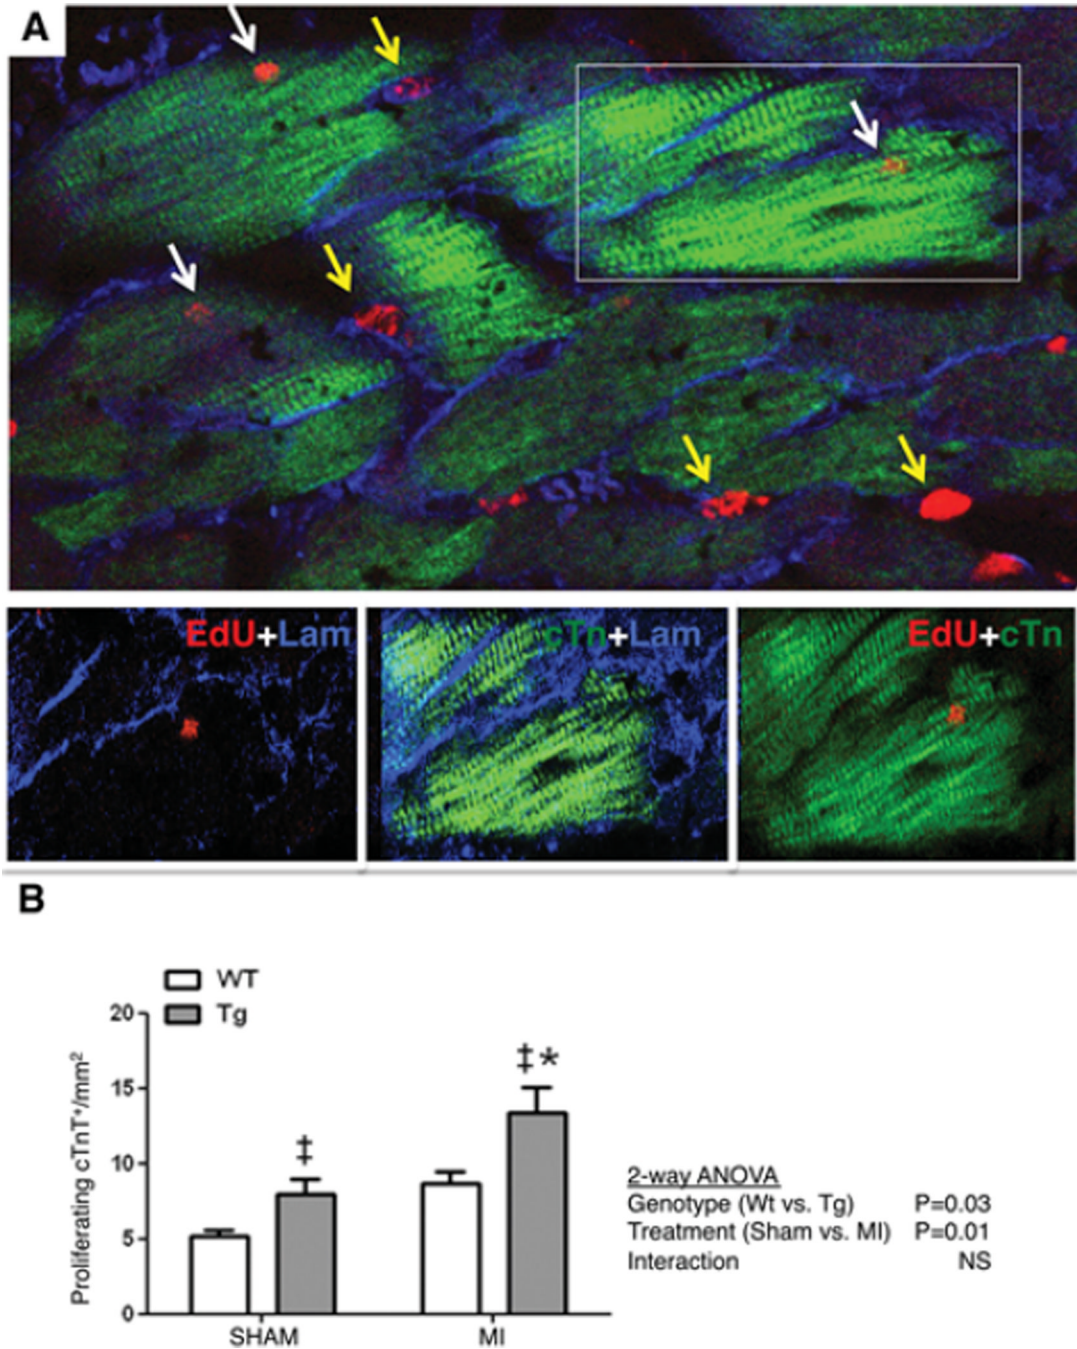 A
EdU+Lam
cTn+Lam
EdU+cTn
B
WT
Tg
Proliferating cTnT⁺/mm²
20
15
10
5
0
‡
‡*
SHAM
MI
2-way ANOVA
Genotype (Wt vs. Tg) P=0.03
Treatment (Sham vs. MI) P=0.01
Interaction NS